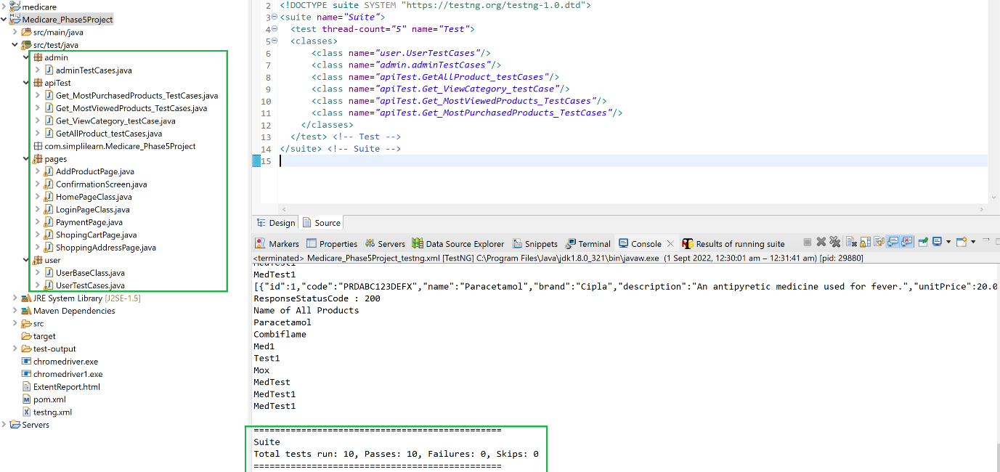 medicare
Medicare_Phase5Project
src/main/java
src/test/java
admin
adminTestCases.java
apiTest
Get_MostPurchasedProducts_TestCases.java
Get_MostViewedProducts_TestCases.java
Get_ViewCategory_testCase.java
GetAllProduct_testCases.java
com.simplilearn.Medicare_Phase5Project
pages
AddProductPage.java
ConfirmationScreen.java
HomePageClass.java
LoginPageClass.java
PaymentPage.java
ShopingCartPage.java
ShoppingAddressPage.java
user
UserBaseClass.java
UserTestCases.java
JRE System Library [J2SE-1.5]
Maven Dependencies
src
target
test-output
chromedriver.exe
chromedriver1.exe
ExtentReport.html
pom.xml
testng.xml
Servers
2 <!DOCTYPE suite SYSTEM "https://testng.org/testng-1.0.dtd">
3 <suite name="Suite">
4 <test thread-count="5" name="Test">
5 <classes>
6 <class name="user.UserTestCases"/>
7 <class name="admin.adminTestCases"/>
8 <class name="apiTest.GetAllProduct_testCases"/>
9 <class name="apiTest.Get_ViewCategory_testCase"/>
10 <class name="apiTest.Get_MostViewedProducts_TestCases"/>
11 <class name="apiTest.Get_MostPurchasedProducts_TestCases"/>
12 </classes>
13 </test> <!-- Test -->
14 </suite> <!-- Suite -->
15
Design Source
Markers Properties Servers Data Source Explorer Snippets Terminal Console Results of running suite
<terminated> Medicare_Phase5Project_testng.xml [TestNG] C:\Program Files\Java\jdk1.8.0_321\bin\javaw.exe (1 Sept 2022, 12:30:01 am – 12:31:41 am) [pid: 29880]
MedTest1
MedTest1
[{"id":1,"code":"PRDABC123DEFX","name":"Paracetamol","brand":"Cipla","description":"An antipyretic medicine used for fever.","unitPrice":20.0
ResponseStatusCode : 200
Name of All Products
Paracetamol
Combiflame
Med1
Test1
Mox
MedTest
MedTest1
MedTest1
===============================================
Suite
Total tests run: 10, Passes: 10, Failures: 0, Skips: 0
===============================================